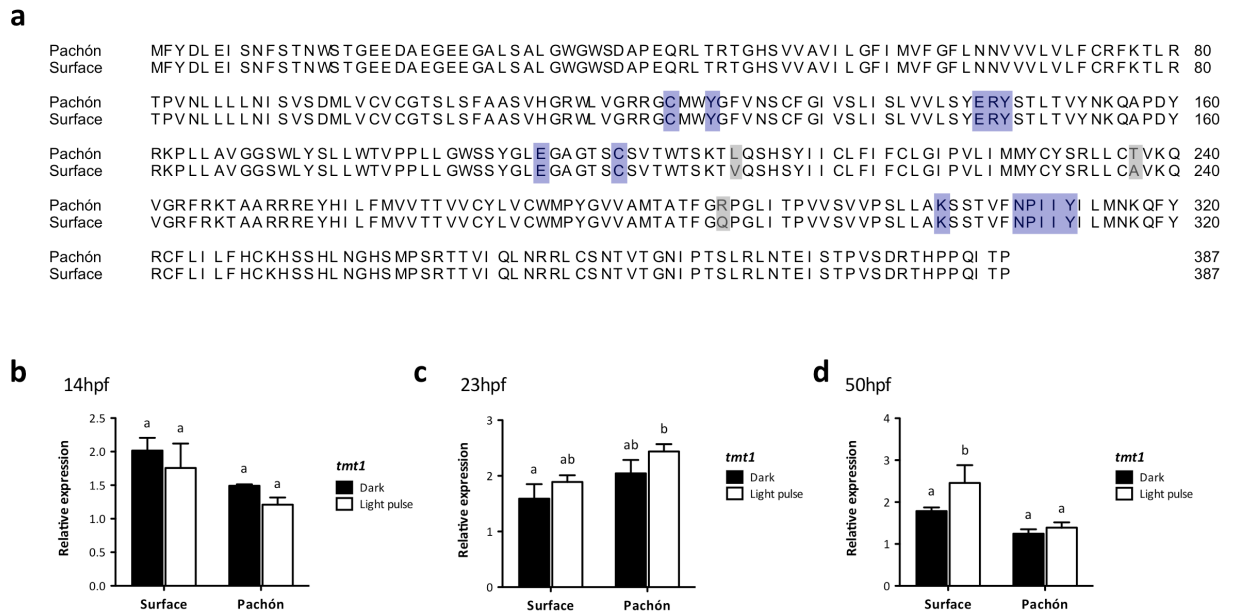 a
Pachón MFYDLEISNFSTNWSTGEEDAEGEEGALSALGWGWSDAPEQRLTRTGHSVVAVILGFIMVFGFLNNVVVLVLFCRFKTLR 80
Surface MFYDLEISNFSTNWSTGEEDAEGEEGALSALGWGWSDAPEQRLTRTGHSVVAVILGFIMVFGFLNNVVVLVLFCRFKTLR 80
Pachón TPVNLLLLNISVSDMLVCVCGTSLSFAASVHGRWLVGRRGCMWYGFVNSCFGIVSLISLVVLSYERYSTLTVYNKQAPDY 160
Surface TPVNLLLLNISVSDMLVCVCGTSLSFAASVHGRWLVGRRGCMWYGFVNSCFGIVSLISLVVLSYERYSTLTVYNKQAPDY 160
Pachón RKPLLAVGGSWLYSLLWTVPPLLGWSSYGLEGAGTSCSVTWTSKTLQSHSYIICLFIFCLGIPVLIMMYCYSRLLCTVKQ 240
Surface RKPLLAVGGSWLYSLLWTVPPLLGWSSYGLEGAGTSCSVTWTSKTVQSHSYIICLFIFCLGIPVLIMMYCYSRLLCAVKQ 240
Pachón VGRFRKTAARRREYHILFMVVTTVVCYLVCWMPYGVVAMTATFGRPGLITPVVSVVPSLLAKSSTVFNPIIYILMNKQFY 320
Surface VGRFRKTAARRREYHILFMVVTTVVCYLVCWMPYGVVAMTATFGQPGLITPVVSVVPSLLAKSSTVFNPIIYILMNKQFY 320
Pachón RCFLILFHCKHSSHLNGHSMPSRTTVIQLNRRLCSNTVTGNIPTSLRLNTEISTPVSDRTHPPQITP 387
Surface RCFLILFHCKHSSHLNGHSMPSRTTVIQLNRRLCSNTVTGNIPTSLRLNTEISTPVSDRTHPPQITP 387
b
14hpf
Relative expression
2.5
2.0
1.5
1.0
0.5
0.0
a
a
a
a
Surface
Pachón
tmt1
Dark
Light pulse
c
23hpf
Relative expression
3
2
1
0
a
ab
ab
b
Surface
Pachón
tmt1
Dark
Light pulse
d
50hpf
Relative expression
4
3
2
1
0
a
b
a
a
Surface
Pachón
tmt1
Dark
Light pulse